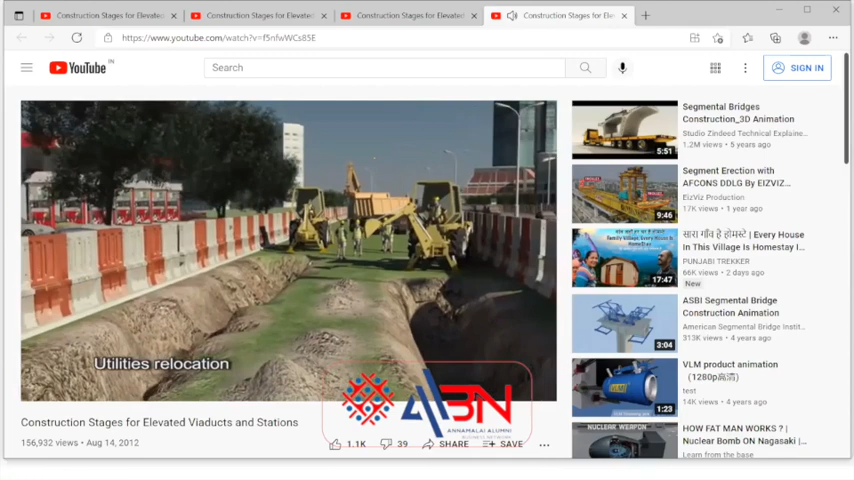 Construction Stages for Elevated
Construction Stages for Elevated
Construction Stages for Elevated
Construction Stages for Ele
https://www.youtube.com/watch?v=f5nfwWCs85E
YouTube IN
Search
SIGN IN
Utilities relocation
ABN
ANNAMALAI ALUMNI
BUSINESS NETWORK
Construction Stages for Elevated Viaducts and Stations
156,932 views • Aug 14, 2012
1.1K
39
SHARE
SAVE
5:51
Segmental Bridges
Construction_3D Animation
Studio Zindeed Technical Explaine...
1.2M views • 5 years ago
9:46
Segment Erection with
AFCONS DDLG By EIZVIZ...
EizViz Production
17K views • 1 year ago
17:47
सारा गाँव है होमस्टे | Every House
In This Village Is Homestay I...
PUNJABI TREKKER
66K views • 2 days ago
New
3:04
ASBI Segmental Bridge
Construction Animation
American Segmental Bridge Instit...
313K views • 4 years ago
1:23
VLM product animation
（1280p高清）
test
14K views • 4 years ago
NUCLEAR WEAPON
HOW FAT MAN WORKS ? |
Nuclear Bomb ON Nagasaki |...
Learn from the base